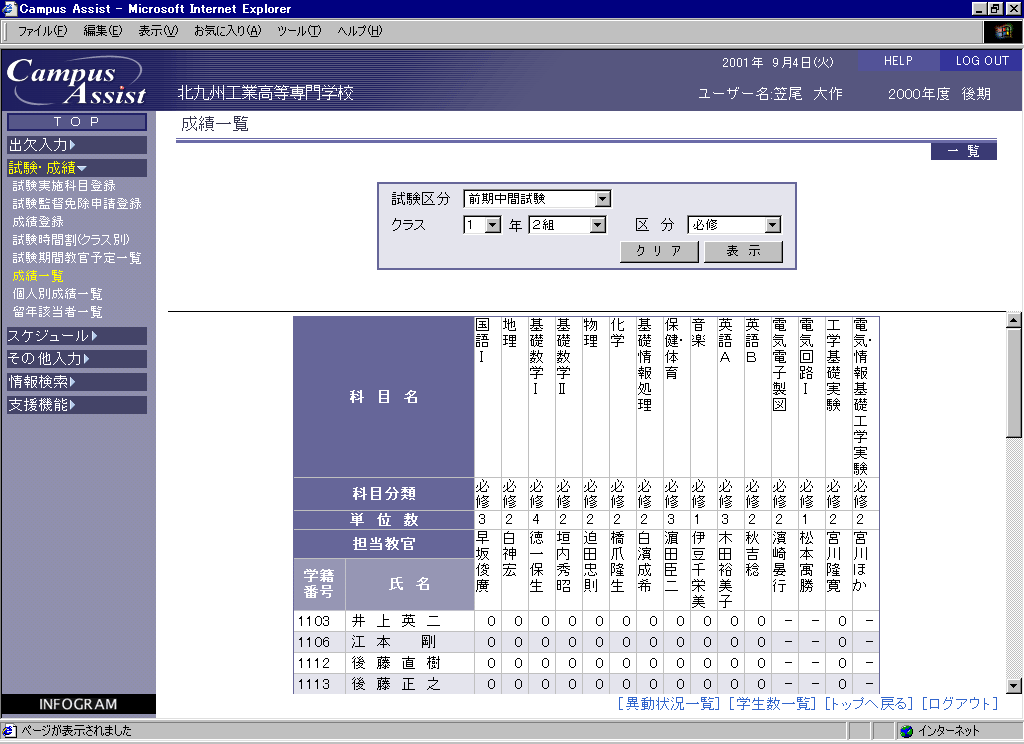 Campus Assist - Microsoft Internet Explorer
ファイル(F) 編集(E) 表示(V) お気に入り(A) ツール(T) ヘルプ(H)
Campus Assist
2001年 9月4日(火) HELP LOG OUT
北九州工業高等専門学校 ユーザー名:笠尾 大作 2000年度 後期
TOP
出欠入力
試験・成績
試験実施科目登録
試験監督免除申請登録
成績登録
試験時間割(クラス別)
試験期間教官予定一覧
成績一覧
個人別成績一覧
留年該当者一覧
スケジュール
その他入力
情報検索
支援機能
INFOGRAM
成績一覧
一 覧
試験区分 前期中間試験
クラス 1 年 2組 区 分 必修
クリア 表 示
科 目 名 国語Ⅰ 地理 基礎数学Ⅰ 基礎数学Ⅱ 物理 化学 基礎情報処理 保健・体育 音楽 英語A 英語B 電気電子製図 電気回路Ⅰ 工学基礎実験 電気・情報基礎工学実験
科目分類 必修 必修 必修 必修 必修 必修 必修 必修 必修 必修 必修 必修 必修 必修 必修
単 位 数 3 2 4 2 2 2 2 3 1 3 2 2 1 2 2
担当教官 早坂俊廣 白神宏 徳一保生 垣内秀昭 迫田忠則 橋爪隆生 白濱成希 濵田臣二 伊豆千栄美 木田裕美子 秋吉稔 濱崎晏行 松本寓勝 宮川隆寛 宮川ほか
学籍番号 氏 名
1103 井 上 英 二 0 0 0 0 0 0 0 0 0 0 0 - - 0 -
1106 江 本 剛 0 0 0 0 0 0 0 0 0 0 0 - - 0 -
1112 後 藤 直 樹 0 0 0 0 0 0 0 0 0 0 0 - - 0 -
1113 後 藤 正 之 0 0 0 0 0 0 0 0 0 0 0 - - 0 -
[異動状況一覧] [学生数一覧] [トップへ戻る] [ログアウト]
ページが表示されました インターネット